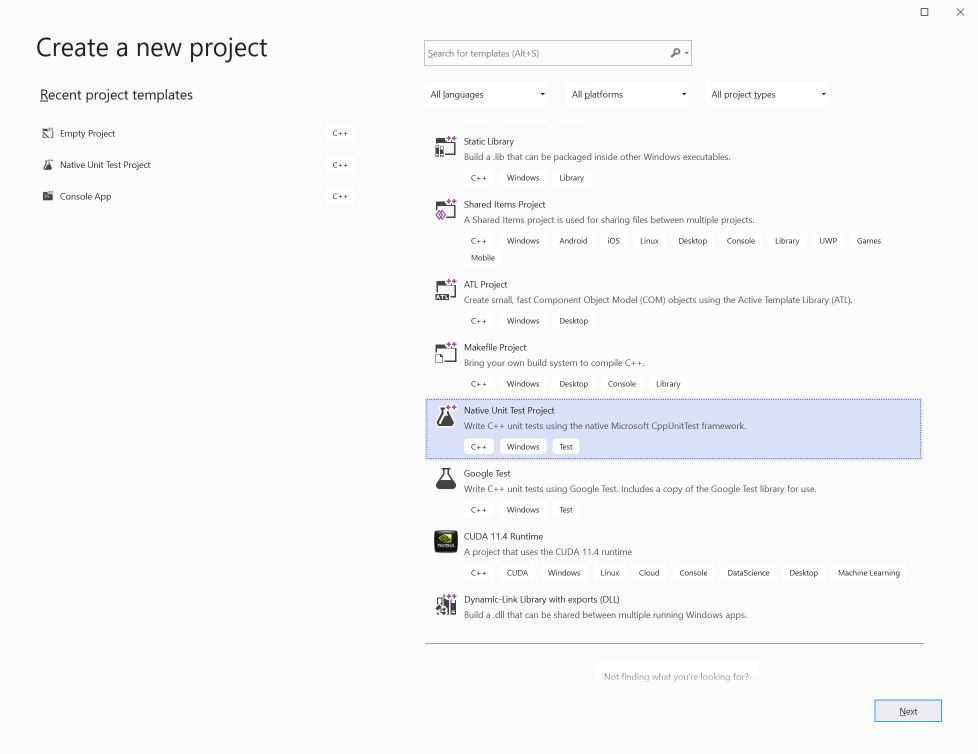 Create a new project
Search for templates (Alt+S)
Recent project templates
All languages
All platforms
All project types
Empty Project
C++
Native Unit Test Project
C++
Console App
C++
Static Library
Build a .lib that can be packaged inside other Windows executables.
C++ Windows Library
Shared Items Project
A Shared Items project is used for sharing files between multiple projects.
C++ Windows Android iOS Linux Desktop Console Library UWP Games
Mobile
ATL Project
ATL
Create small, fast Component Object Model (COM) objects using the Active Template Library (ATL).
C++ Windows Desktop
Makefile Project
Bring your own build system to compile C++.
C++ Windows Desktop Console Library
Native Unit Test Project
Write C++ unit tests using the native Microsoft CppUnitTest framework.
C++ Windows Test
Google Test
Write C++ unit tests using Google Test. Includes a copy of the Google Test library for use.
C++ Windows Test
CUDA 11.4 Runtime
NVIDIA
A project that uses the CUDA 11.4 runtime
C++ CUDA Windows Linux Cloud Console DataScience Desktop Machine Learning
Dynamic-Link Library with exports (DLL)
Build a .dll that can be shared between multiple running Windows apps.
Not finding what you're looking for?
Next